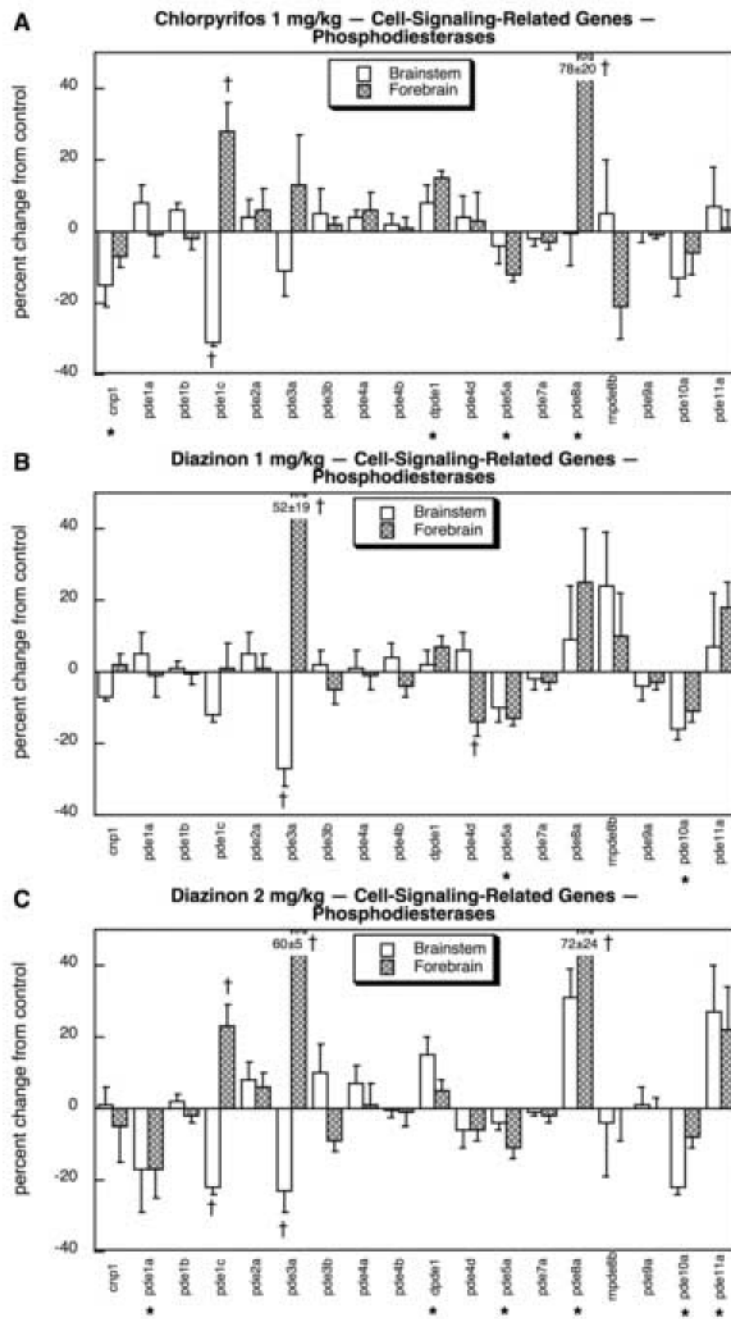 A
Chlorpyrifos 1 mg/kg — Cell-Signaling-Related Genes —
Phosphodiesterases
78±20 †
Brainstem
Forebrain
†
percent change from control
40
20
0
-20
-40
†
cnp1 pde1a pde1b pde1c pde2a pde3a pde3b pde4a pde4b dpde1 pde4d pde5a pde7a pde8a rnpde8b pde9a pde10a pde11a
* * * *
B
Diazinon 1 mg/kg — Cell-Signaling-Related Genes —
Phosphodiesterases
52±19 †
Brainstem
Forebrain
percent change from control
40
20
0
-20
-40
† †
cnp1 pde1a pde1b pde1c pde2a pde3a pde3b pde4a pde4b dpde1 pde4d pde5a pde7a pde8a rnpde8b pde9a pde10a pde11a
* *
C
Diazinon 2 mg/kg — Cell-Signaling-Related Genes —
Phosphodiesterases
60±5 † 72±24 †
Brainstem
Forebrain
†
percent change from control
40
20
0
-20
-40
† †
cnp1 pde1a pde1b pde1c pde2a pde3a pde3b pde4a pde4b dpde1 pde4d pde5a pde7a pde8a rnpde8b pde9a pde10a pde11a
* * * * * *